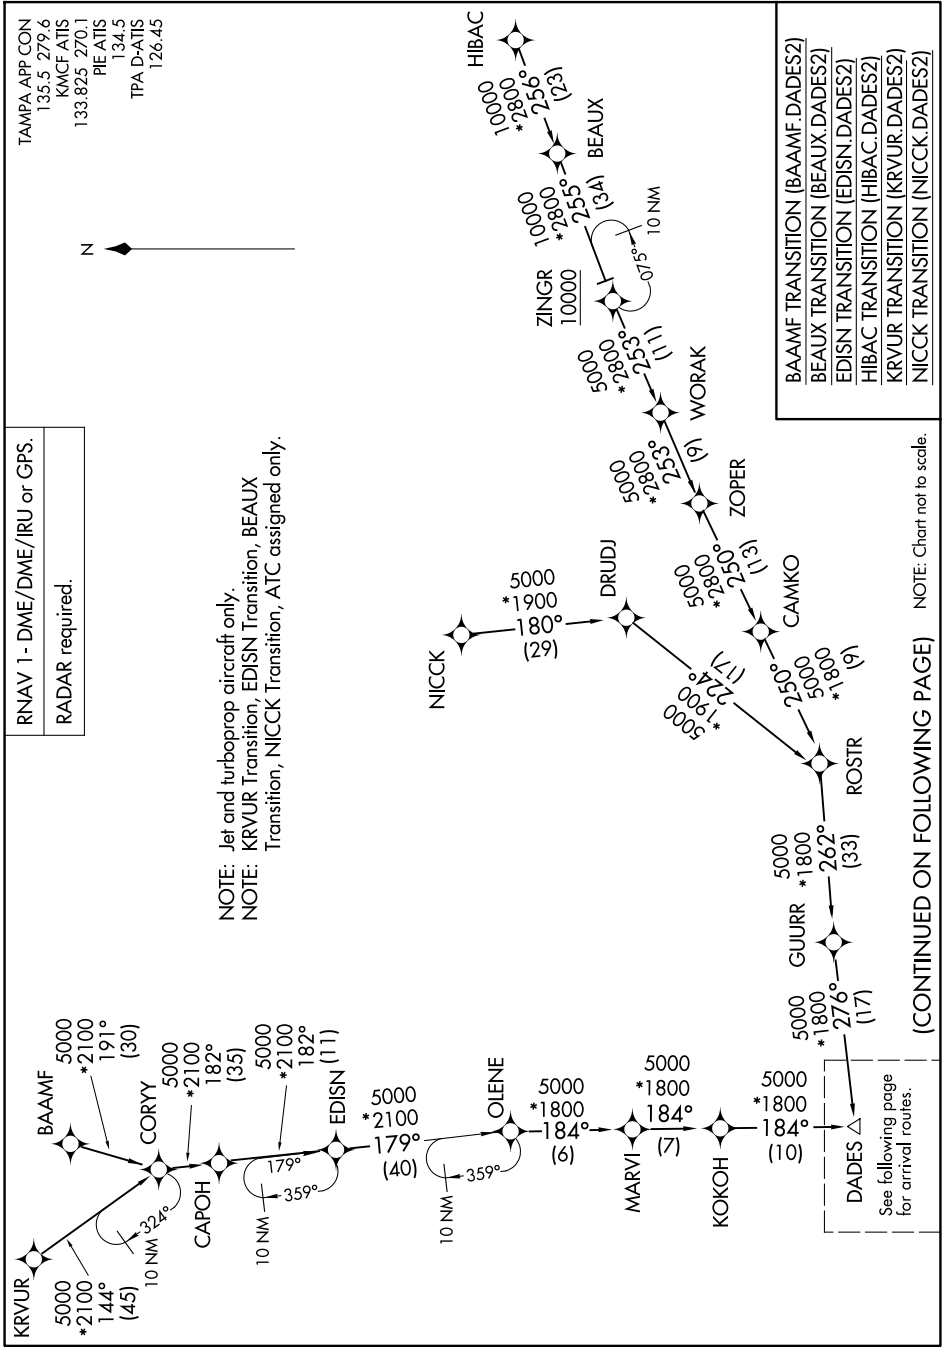 TAMPA APP CON
135.5 279.6
KMCF ATIS
133.825 270.1
PIE ATIS
134.5
TPA D-ATIS
126.45
RNAV 1 - DME/DME/IRU or GPS.
RADAR required.
N
NOTE: Jet and turboprop aircraft only.
NOTE: KRVUR Transition, EDISN Transition, BEAUX
Transition, NICCK Transition, ATC assigned only.
KRVUR
5000
*2100
144°
(45)
BAAMF
5000
*2100
191°
(30)
CORYY
10 NM
324°
5000
*2100
182°
(35)
CAPOH
5000
*2100
182°
(11)
179°
359°
10 NM
EDISN
5000
*2100
179°
(40)
359°
10 NM
OLENE
5000
*1800
184°
(6)
MARVI
5000
*1800
184°
(7)
KOKOH
5000
*1800
184°
(10)
DADES
See following page
for arrival routes.
HIBAC
10000
*2800
256°
(23)
BEAUX
10000
*2800
255°
(34)
075°
10 NM
ZINGR
10000
5000
*2800
253°
(11)
WORAK
5000
*2800
253°
(9)
ZOPER
5000
*2800
250°
(13)
CAMKO
250°
5000
*1800
(9)
NICCK
5000
*1900
180°
(29)
DRUDJ
5000
*1900
224°
(17)
ROSTR
5000
*1800
262°
(33)
GUURR
5000
*1800
276°
(17)
BAAMF TRANSITION (BAAMF.DADES2)
BEAUX TRANSITION (BEAUX.DADES2)
EDISN TRANSITION (EDISN.DADES2)
HIBAC TRANSITION (HIBAC.DADES2)
KRVUR TRANSITION (KRVUR.DADES2)
NICCK TRANSITION (NICCK.DADES2)
(CONTINUED ON FOLLOWING PAGE)
NOTE: Chart not to scale.